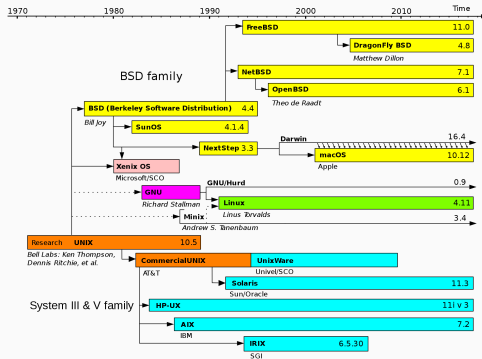 1970 1980 1990 2000 2010 Time
FreeBSD 11.0
DragonFly BSD 4.8
Matthew Dillon
BSD family
NetBSD 7.1
OpenBSD 6.1
Theo de Raadt
BSD (Berkeley Software Distribution) 4.4
Bill Joy
SunOS 4.1.4
Darwin 16.4
NextStep 3.3
macOS 10.12
Apple
Xenix OS
Microsoft/SCO
GNU/Hurd 0.9
GNU
Richard Stallman
Linux 4.11
Linus Torvalds
Minix 3.4
Andrew S. Tanenbaum
Research UNIX 10.5
Bell Labs: Ken Thompson,
Dennis Ritchie, et al.
CommercialUNIX UnixWare
AT&T Univel/SCO
Solaris 11.3
Sun/Oracle
System III & V family
HP-UX 11i v 3
AIX 7.2
IBM
IRIX 6.5.30
SGI